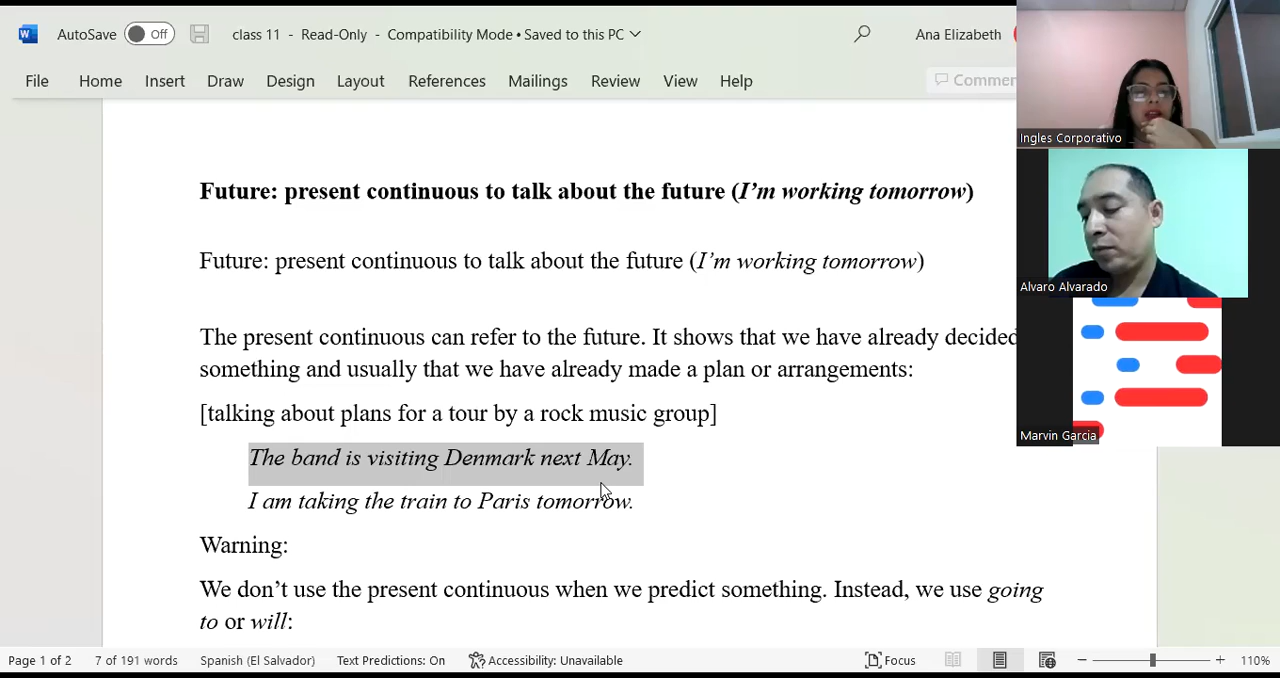 AutoSave Off class 11 - Read-Only - Compatibility Mode • Saved to this PC Ana Elizabeth
File Home Insert Draw Design Layout References Mailings Review View Help Commen
Ingles Corporativo
Future: present continuous to talk about the future (I'm working tomorrow)
Future: present continuous to talk about the future (I'm working tomorrow)
Alvaro Alvarado
The present continuous can refer to the future. It shows that we have already decided
something and usually that we have already made a plan or arrangements:
[talking about plans for a tour by a rock music group]
Marvin Garcia
The band is visiting Denmark next May.
I am taking the train to Paris tomorrow.
Warning:
We don't use the present continuous when we predict something. Instead, we use going
to or will:
Page 1 of 2 7 of 191 words Spanish (El Salvador) Text Predictions: On Accessibility: Unavailable Focus 110%